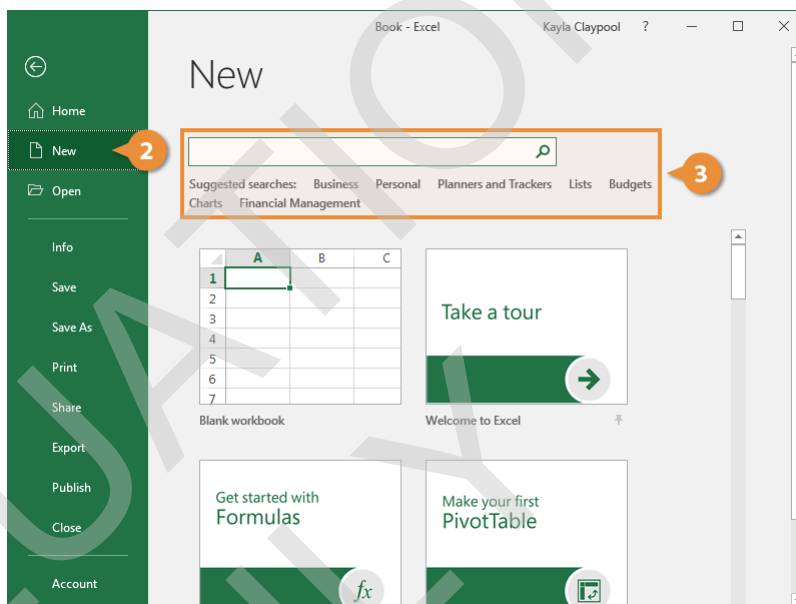 Book - Excel
Kayla Claypool ?
New
Home
New
2
Open
Info
Save
Save As
Print
Share
Export
Publish
Close
Account
3
Suggested searches: Business Personal Planners and Trackers Lists Budgets
Charts Financial Management
A B C
1
2
3
4
5
6
7
Blank workbook
Take a tour
Welcome to Excel
Get started with
Formulas
fx
Make your first
PivotTable